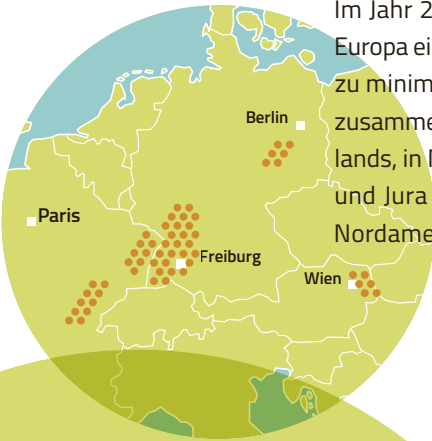 Im Jahr 2
Europa ei
zu minim
zusamme
lands, in
und Jura
Nordame
Berlin
Paris
Freiburg
Wien